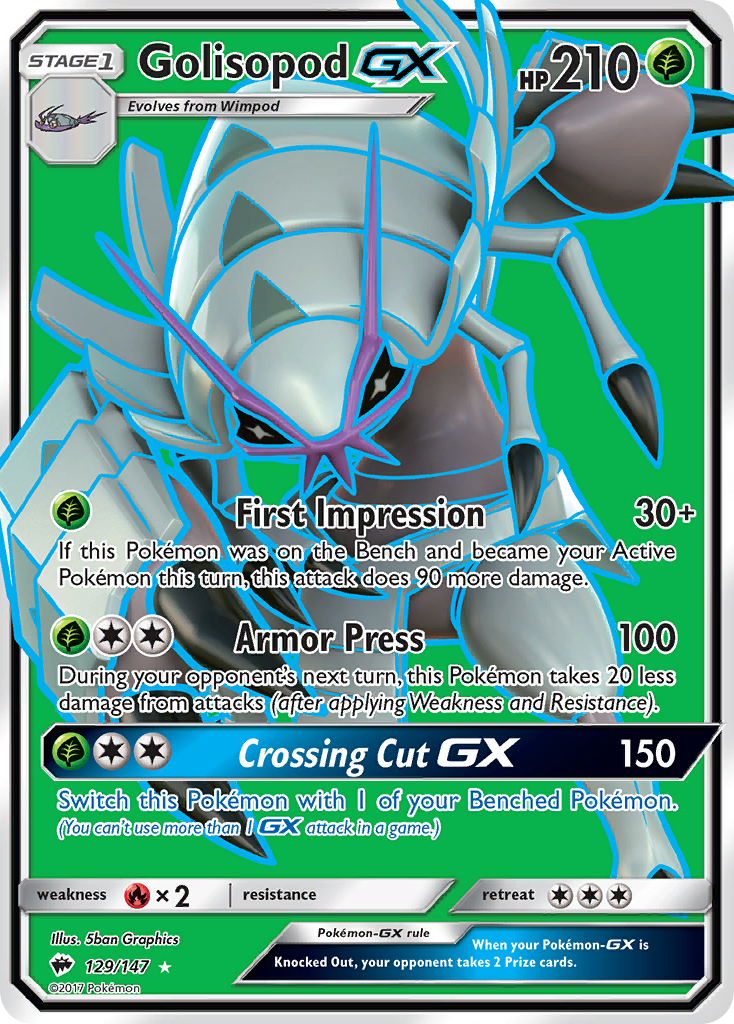 STAGE1
Golisopod GX
HP210
Evolves from Wimpod
First Impression 30+
If this Pokémon was on the Bench and became your Active
Pokémon this turn, this attack does 90 more damage.
Armor Press 100
During your opponent's next turn, this Pokémon takes 20 less
damage from attacks (after applying Weakness and Resistance).
Crossing Cut GX 150
Switch this Pokémon with 1 of your Benched Pokémon.
(You can't use more than 1 GX attack in a game.)
weakness ×2 resistance retreat
Illus. 5ban Graphics
129/147
©2017 Pokémon
Pokémon-GX rule
When your Pokémon-GX is
Knocked Out, your opponent takes 2 Prize cards.